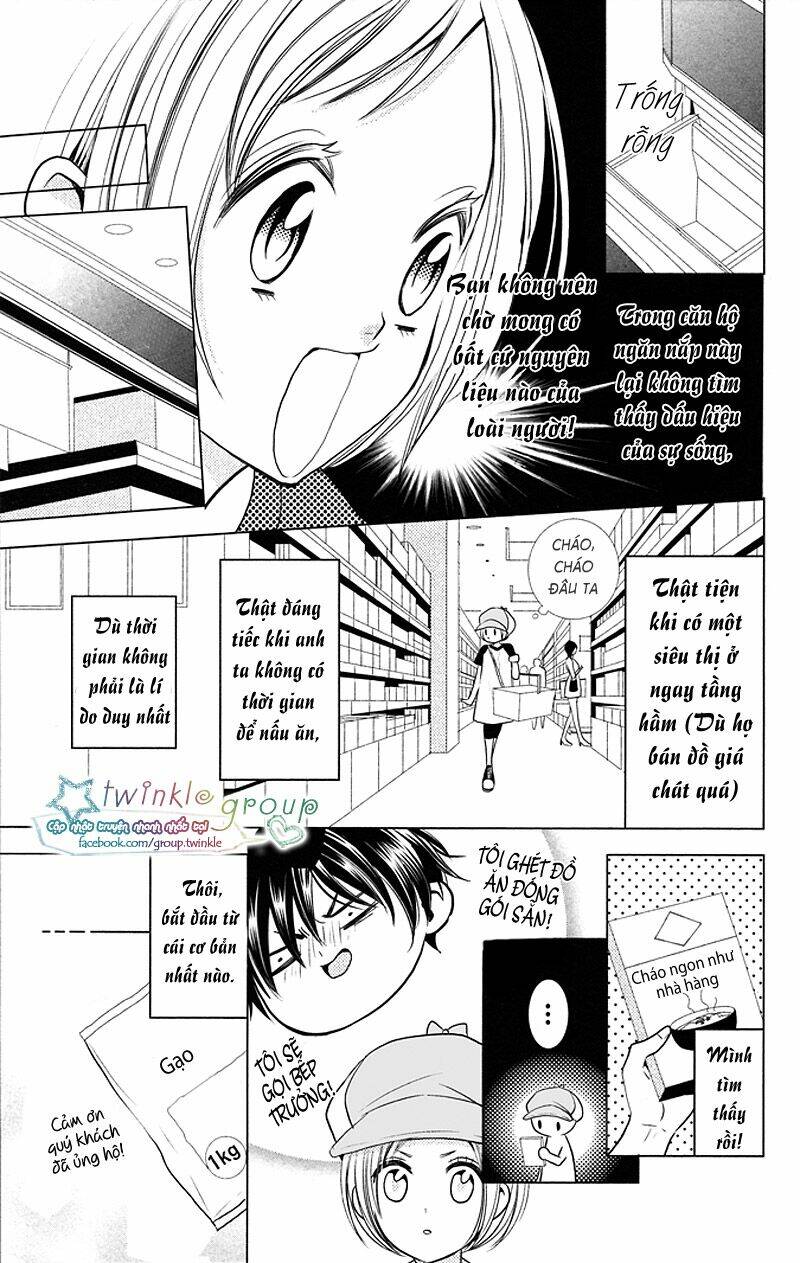 Trống
rỗng
Trong căn hộ
ngăn nắp này
lại không tìm
thấy dấu hiệu
của sự sống,
Bạn không nên
chờ mong có
bất cứ nguyên
liệu nào của
loài người!
Thật tiện
khi có một
siêu thị ở
ngay tầng
hầm (Dù họ
bán đồ giá
chát quá)
CHÁO,
CHÁO
ĐÂU TA
Thật đáng
tiếc khi anh
ta không có
thời gian
để nấu ăn,
Dù thời
gian không
phải là lí
do duy nhất
twinkle group
Cập nhật truyện nhanh nhất tại
facebook.com/group.twinkle
Cháo ngon như
nhà hàng
Mình
tìm
thấy
rồi!
...
TÔI GHÉT ĐỒ
ĂN ĐÓNG
GÓI SẴN!
TÔI SẼ
GỌI BẾP
TRƯỞNG!
Thôi,
bắt đầu từ
cái cơ bản
nhất nào.
Gạo
1kg
Cảm ơn
quý khách
đã ủng hộ!